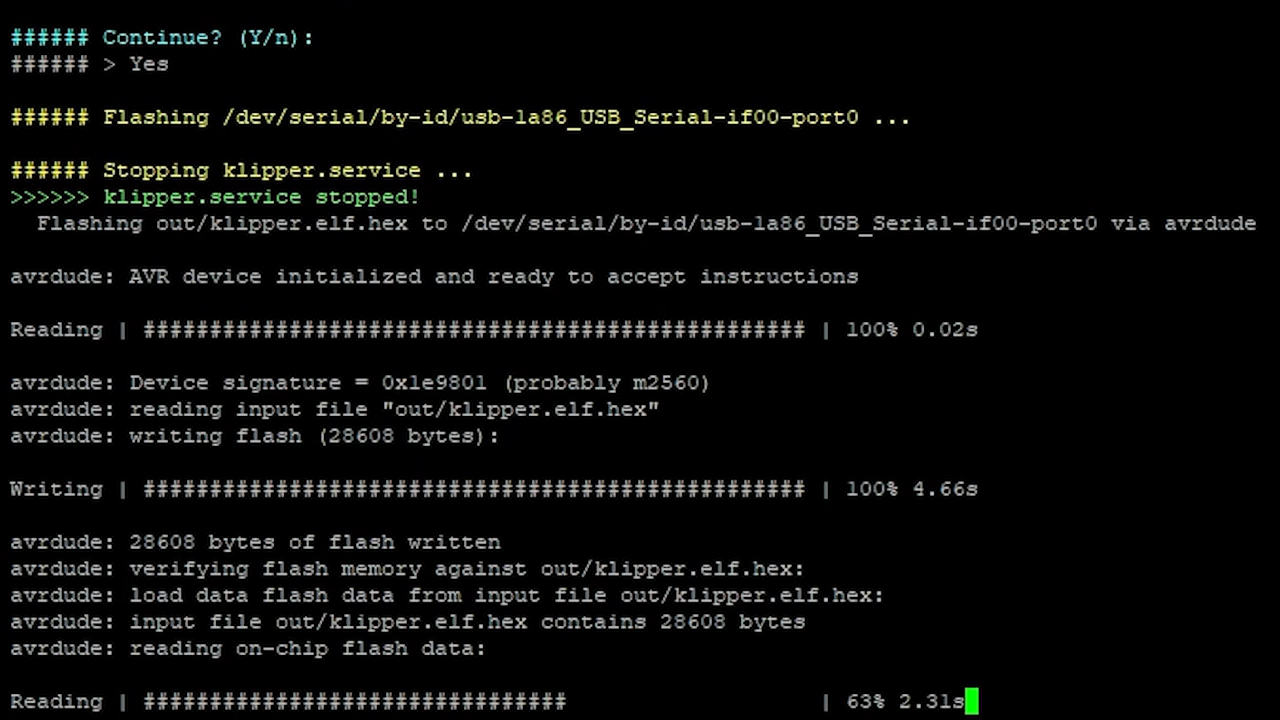 ###### Continue? (Y/n):
###### > Yes
###### Flashing /dev/serial/by-id/usb-1a86_USB_Serial-if00-port0 ...
###### Stopping klipper.service ...
>>>>>> klipper.service stopped!
Flashing out/klipper.elf.hex to /dev/serial/by-id/usb-1a86_USB_Serial-if00-port0 via avrdude
avrdude: AVR device initialized and ready to accept instructions
Reading | ################################################## | 100% 0.02s
avrdude: Device signature = 0x1e9801 (probably m2560)
avrdude: reading input file "out/klipper.elf.hex"
avrdude: writing flash (28608 bytes):
Writing | ################################################## | 100% 4.66s
avrdude: 28608 bytes of flash written
avrdude: verifying flash memory against out/klipper.elf.hex:
avrdude: load data flash data from input file out/klipper.elf.hex:
avrdude: input file out/klipper.elf.hex contains 28608 bytes
avrdude: reading on-chip flash data:
Reading | ################################                   | 63% 2.31s